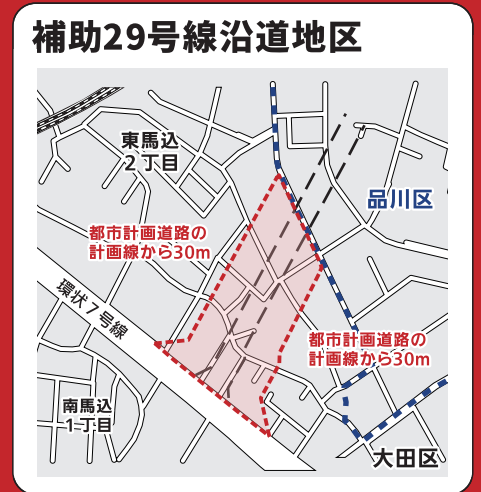 補助29号線沿道地区
東馬込
２丁目
品川区
都市計画道路の
計画線から30m
環状７号線
都市計画道路の
計画線から30m
南馬込
１丁目
大田区